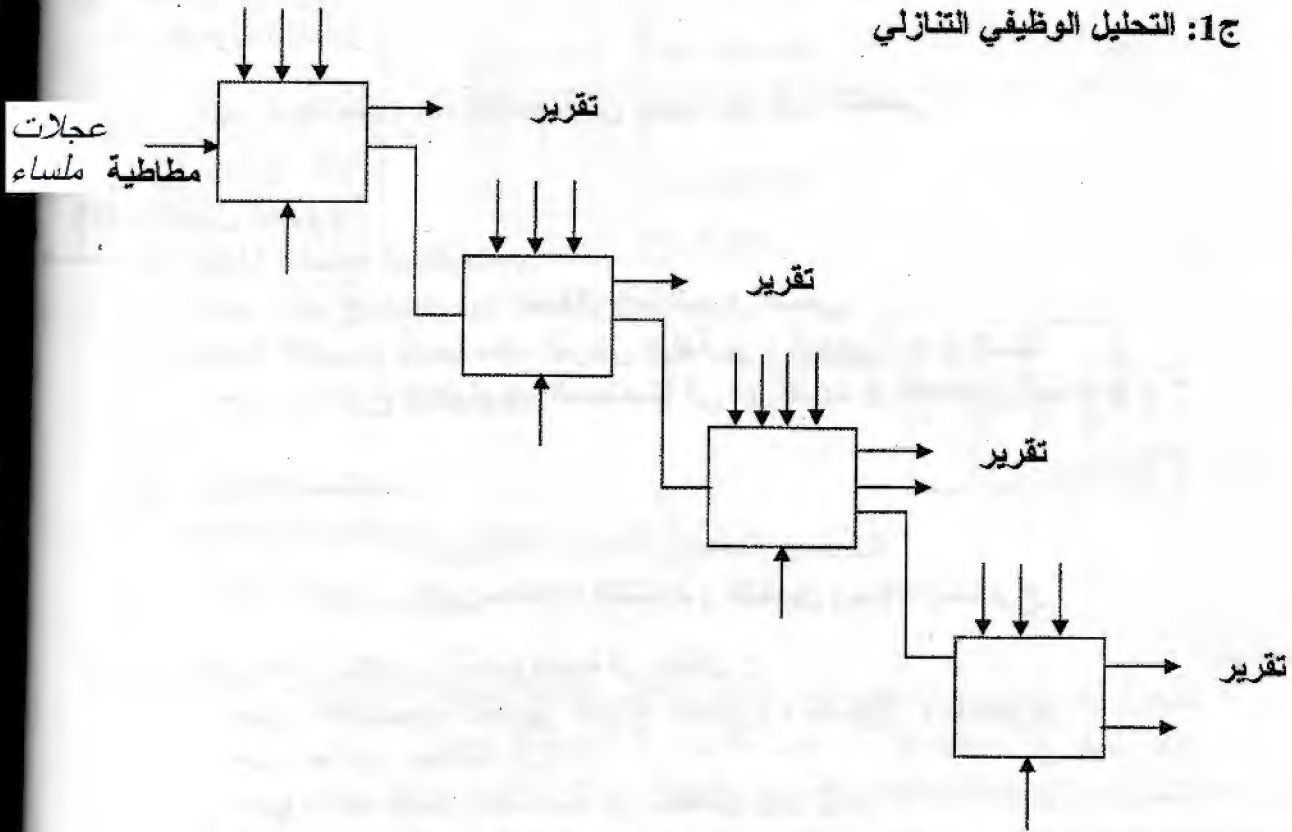 ج1: التحليل الوظيفي التنازلي
تقرير
عجلات
مطاطية ملساء
تقرير
تقرير
تقرير